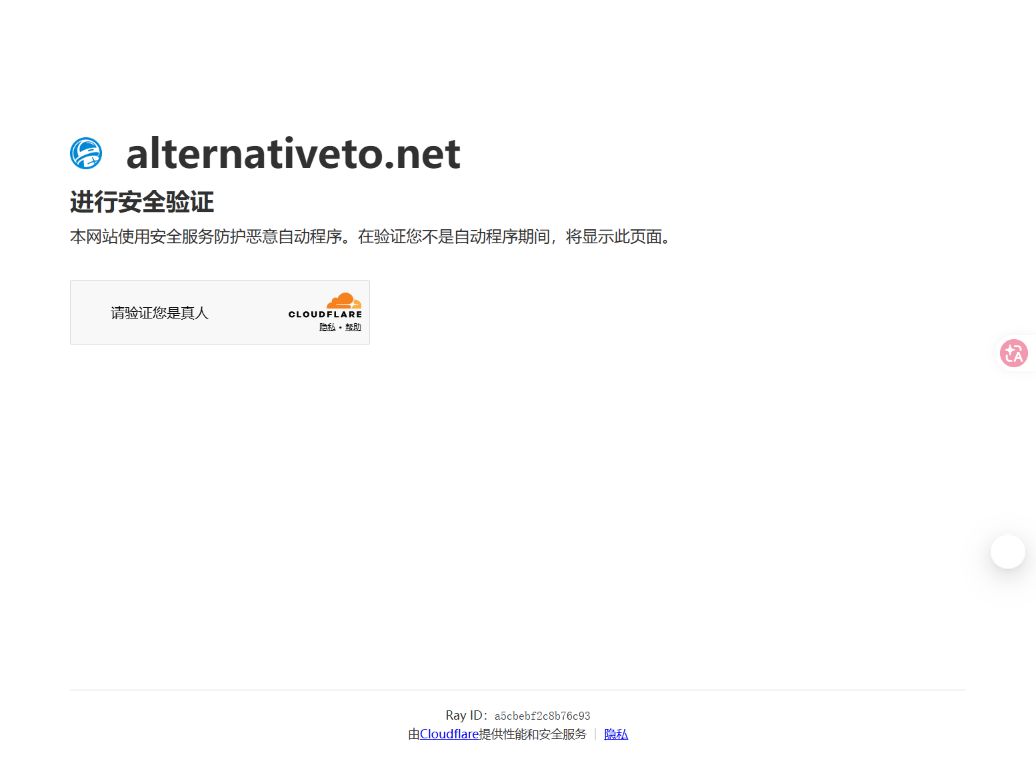 alternativeto.net
进行安全验证
本网站使用安全服务防护恶意自动程序。在验证您不是自动程序期间，将显示此页面。
请验证您是真人
CLOUDFLARE
隐私 • 帮助
Ray ID：a5cbebf2c8b76c93
由Cloudflare提供性能和安全服务 | 隐私